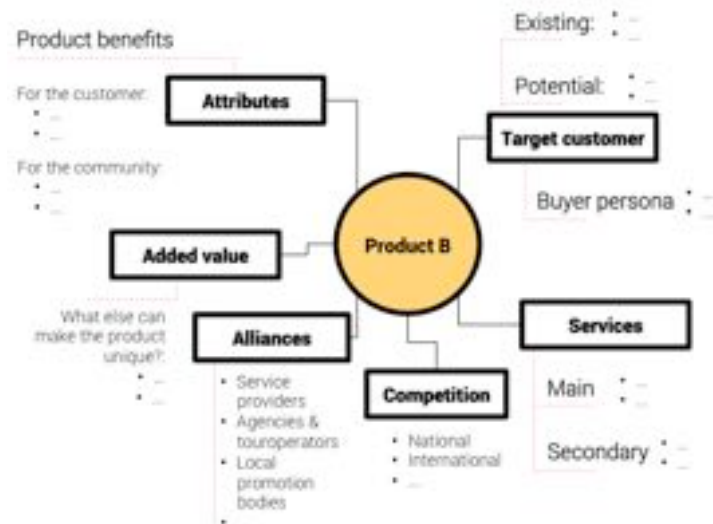 Product benefits
Attributes
For the customer:
• ...
• ...
For the community:
• ...
• ...
Existing:
• ...
• ...
Potential:
• ...
• ...
Target customer
Buyer persona
• ...
• ...
Product B
Added value
What else can
make the product
unique?:
• ...
• ...
Alliances
• Service
providers
• Agencies &
touroperators
• Local
promotion
bodies
•
Competition
• National
• International
• ...
Services
Main
• ...
• ...
Secondary
• ...
• ...